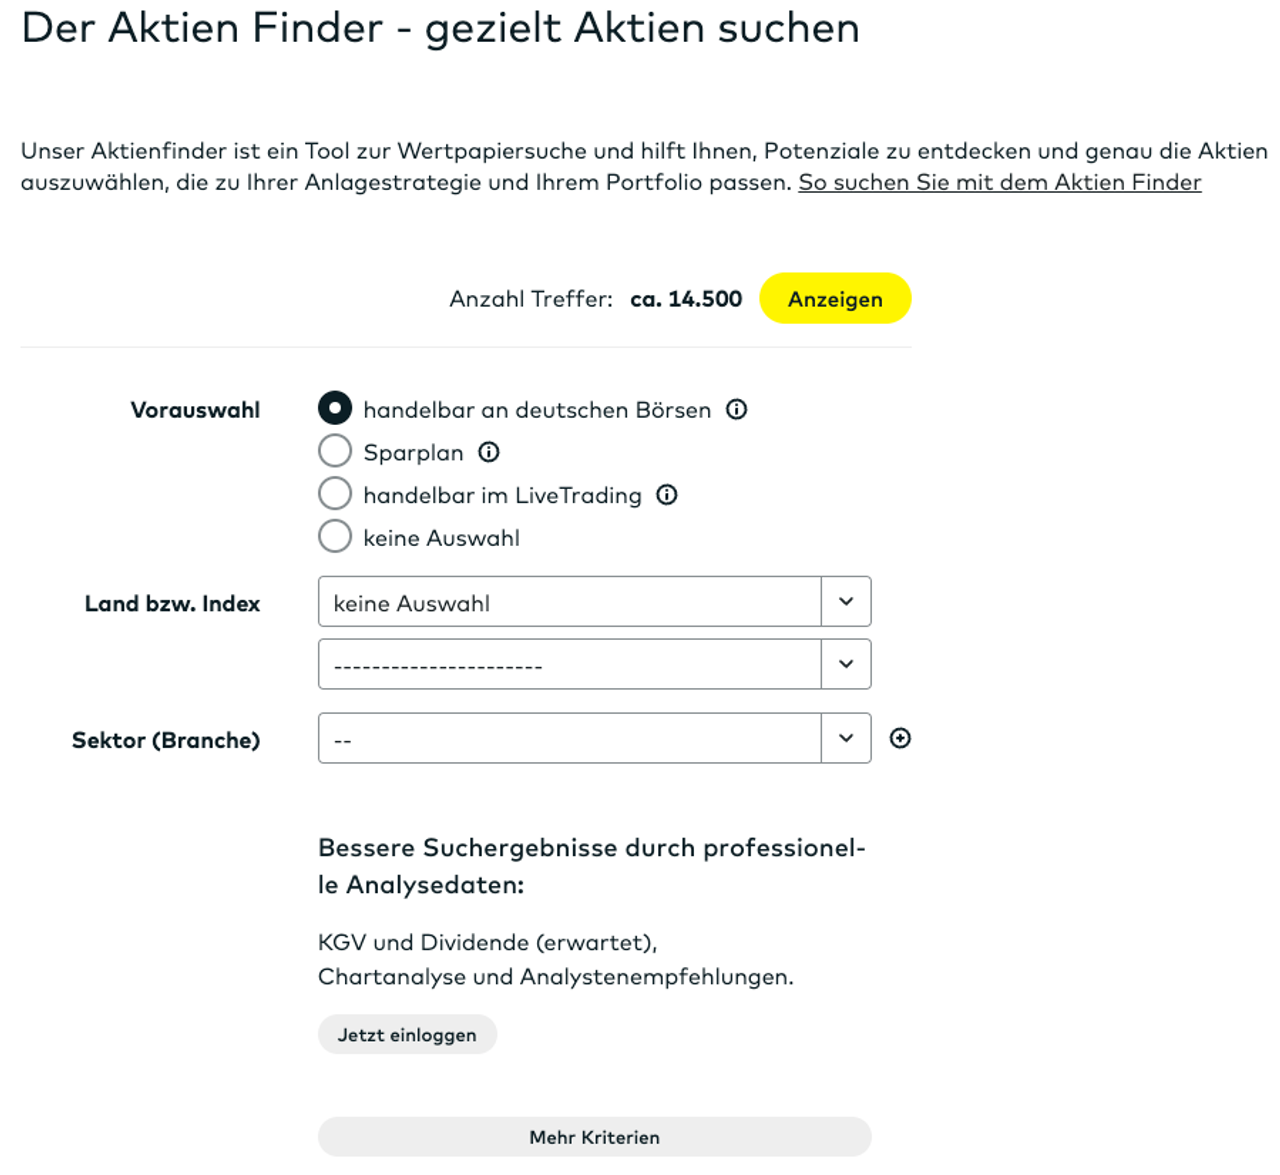 Der Aktien Finder - gezielt Aktien suchen
Unser Aktienfinder ist ein Tool zur Wertpapiersuche und hilft Ihnen, Potenziale zu entdecken und genau die Aktien
auszuwählen, die zu Ihrer Anlagestrategie und Ihrem Portfolio passen. So suchen Sie mit dem Aktien Finder
Anzahl Treffer: ca. 14.500 Anzeigen
Vorauswahl handelbar an deutschen Börsen
Sparplan
handelbar im LiveTrading
keine Auswahl
Land bzw. Index keine Auswahl
----------------------
Sektor (Branche) --
Bessere Suchergebnisse durch professionel-
le Analysedaten:
KGV und Dividende (erwartet),
Chartanalyse und Analystenempfehlungen.
Jetzt einloggen
Mehr Kriterien